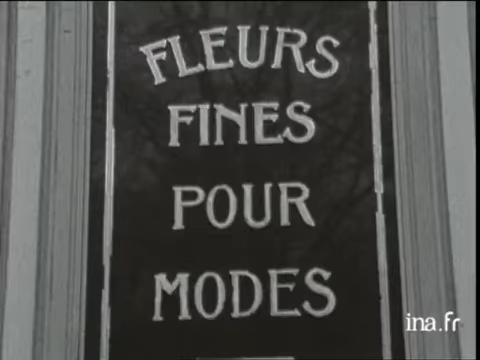 FLEURS
FINES
POUR
MODES
ina.fr